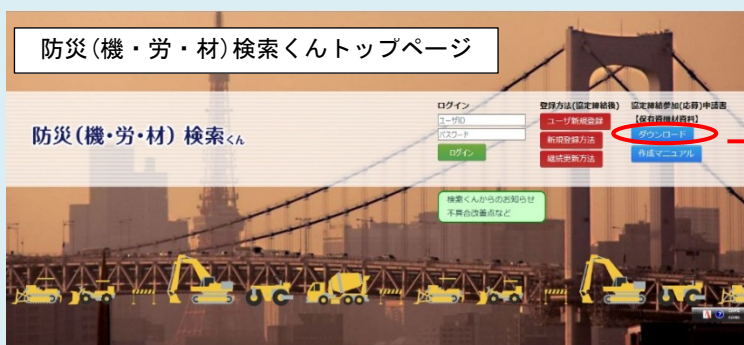 防災(機・労・材)検索くんトップページ
防災(機・労・材) 検索くん
ログイン
ユーザID
パスワード
ログイン
登録方法(協定締結後)
ユーザ新規登録
新規登録方法
継続更新方法
協定締結参加(応募)申請書
【保有資機材資料】
ダウンロード
作成マニュアル
検索くんからのお知らせ
不具合改善点など